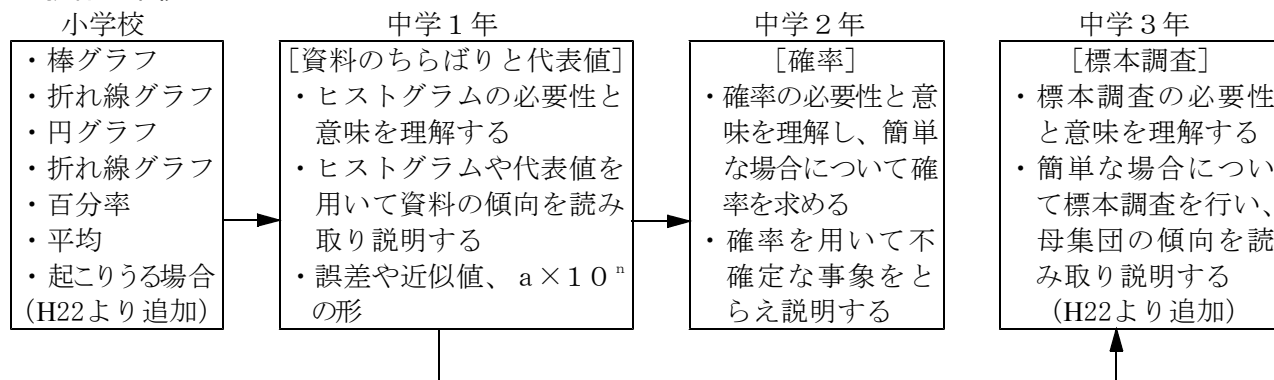 小学校
・棒グラフ
・折れ線グラフ
・円グラフ
・折れ線グラフ
・百分率
・平均
・起こりうる場合
(H22より追加)
中学１年
[資料のちらばりと代表値]
・ヒストグラムの必要性と
意味を理解する
・ヒストグラムや代表値を
用いて資料の傾向を読み
取り説明する
・誤差や近似値、ａ×１０ⁿ
の形
中学２年
[確率]
・確率の必要性と意
味を理解し、簡単
な場合について確
率を求める
・確率を用いて不
確定な事象をと
らえ説明する
中学３年
[標本調査]
・標本調査の必要性
と意味を理解する
・簡単な場合につい
て標本調査を行い、
母集団の傾向を読
み取り説明する
(H22より追加)